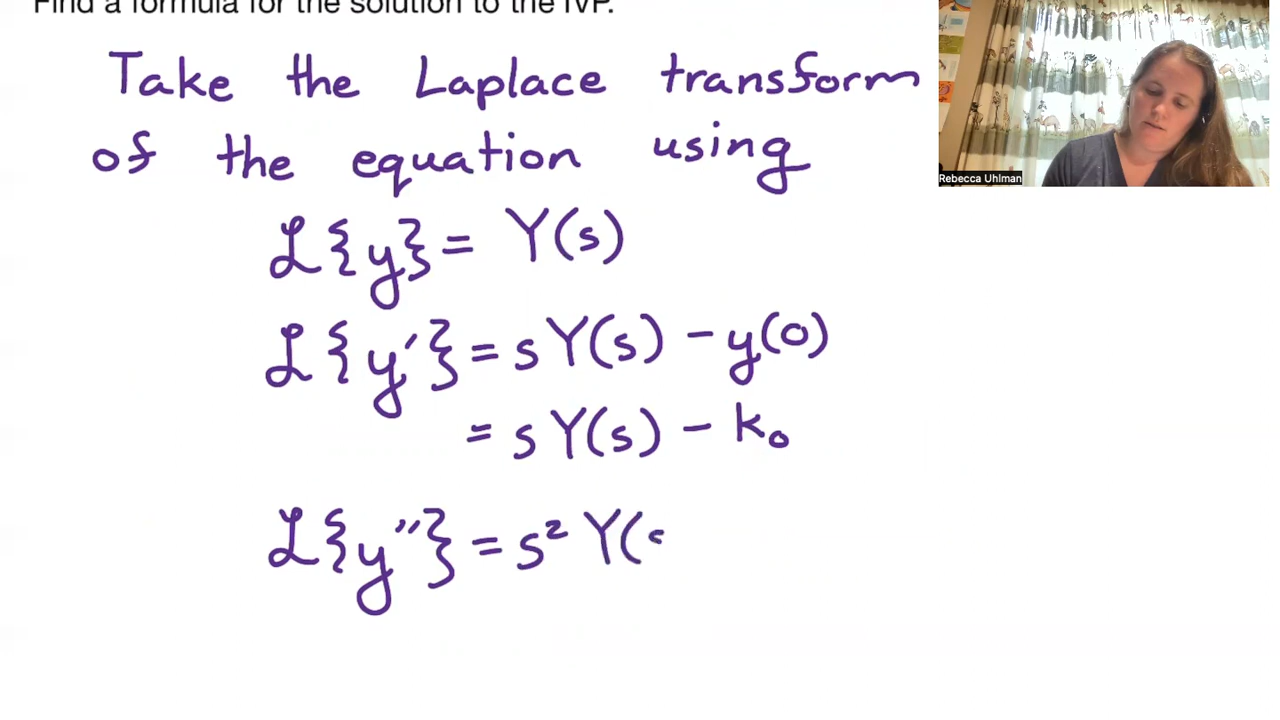 Find a formula for the solution to the IVP.
Take the Laplace transform
of the equation using
ℒ{y} = Y(s)
ℒ{y′} = sY(s) − y(0)
= sY(s) − k₀
ℒ{y″} = s² Y(s
Rebecca Uhlman